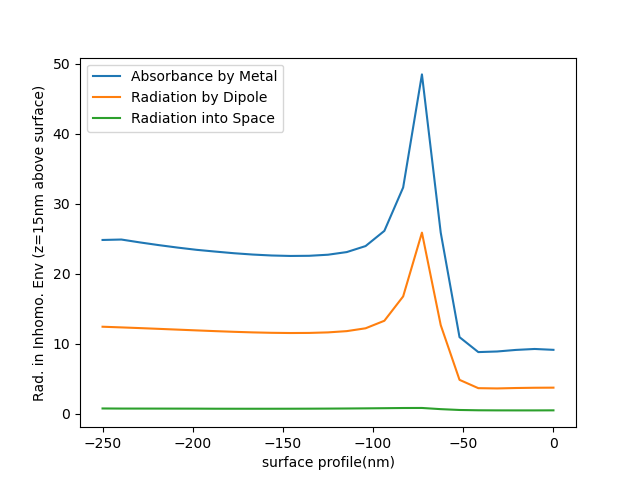 Absorbance by Metal
Radiation by Dipole
Radiation into Space
Rad. in Inhomo. Env (z=15nm above surface)
50
40
30
20
10
0
−250 −200 −150 −100 −50 0
surface profile(nm)